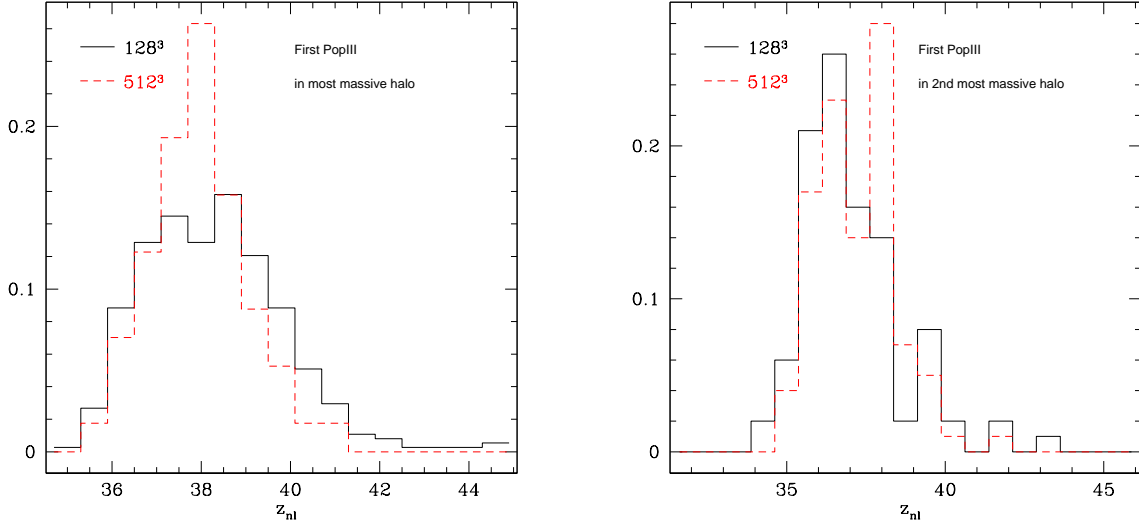 128³ First PopIII
512³ in most massive halo
0.2
0.1
0
36 38 40 42 44
z_nl
128³ First PopIII
512³ in 2nd most massive halo
0.2
0.1
0
35 40 45
z_nl